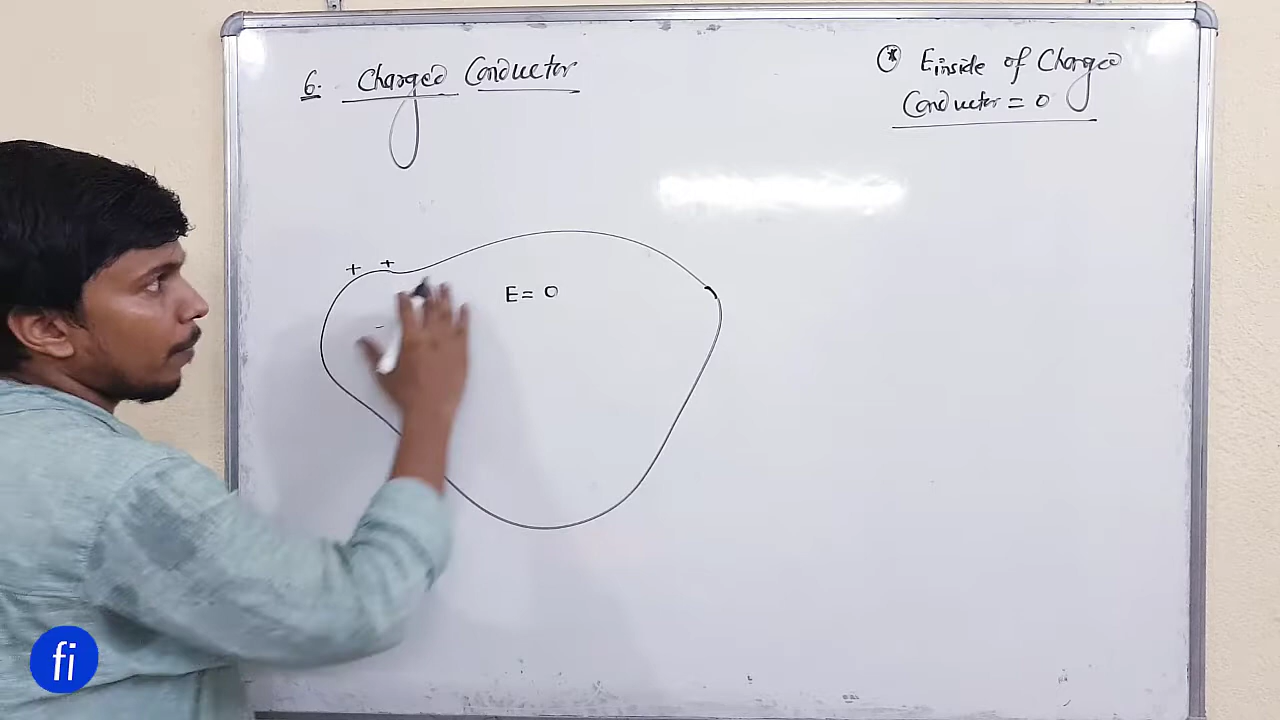 6. Charged Conductor
* Einside of Charged
Conductor = 0
+ +
E = 0
-
fi